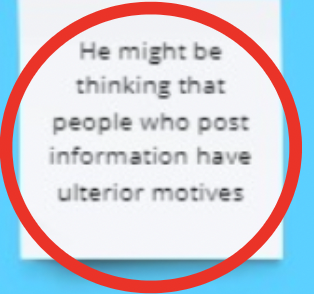 He might be
thinking that
people who post
information have
ulterior motives